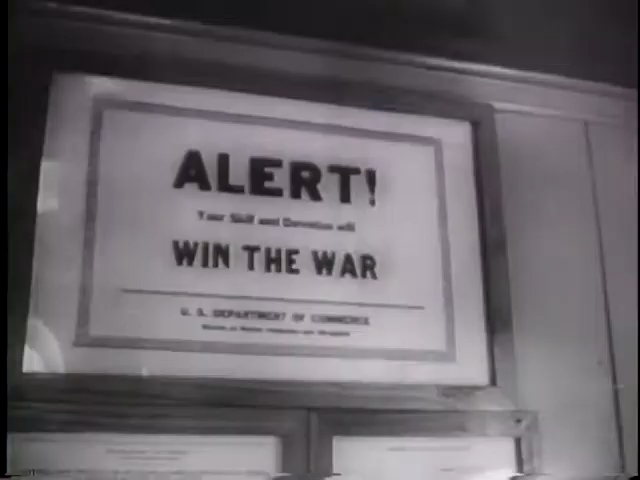 ALERT!
Your Skill and Devotion will
WIN THE WAR
U. S. DEPARTMENT OF COMMERCE